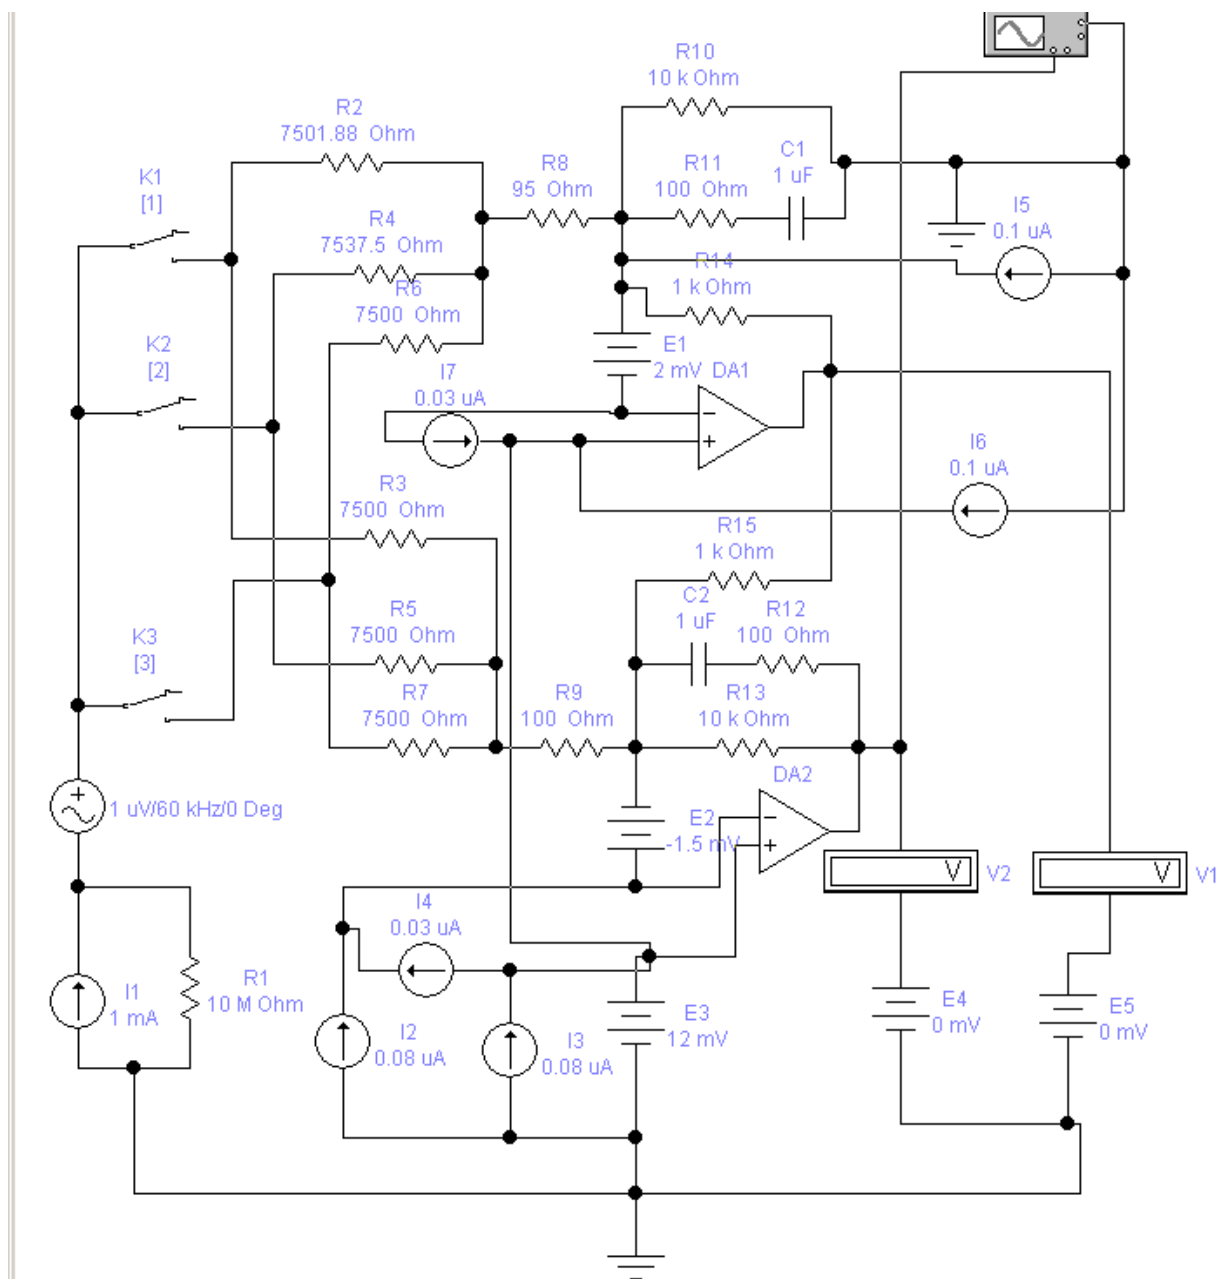 R10
10 k Ohm
R2
7501.88 Ohm
R8
95 Ohm
R11
100 Ohm
C1
1 uF
K1
[1]
R4
7537.5 Ohm
I5
0.1 uA
R14
1 k Ohm
R6
7500 Ohm
K2
[2]
E1
2 mV
DA1
I7
0.03 uA
I6
0.1 uA
R3
7500 Ohm
R15
1 k Ohm
C2
1 uF
R12
100 Ohm
R5
7500 Ohm
K3
[3]
R7
7500 Ohm
R9
100 Ohm
R13
10 k Ohm
DA2
1 uV/60 kHz/0 Deg
E2
-1.5 mV
V
V2
V
V1
I4
0.03 uA
I1
1 mA
R1
10 M Ohm
I2
0.08 uA
I3
0.08 uA
E3
12 mV
E4
0 mV
E5
0 mV